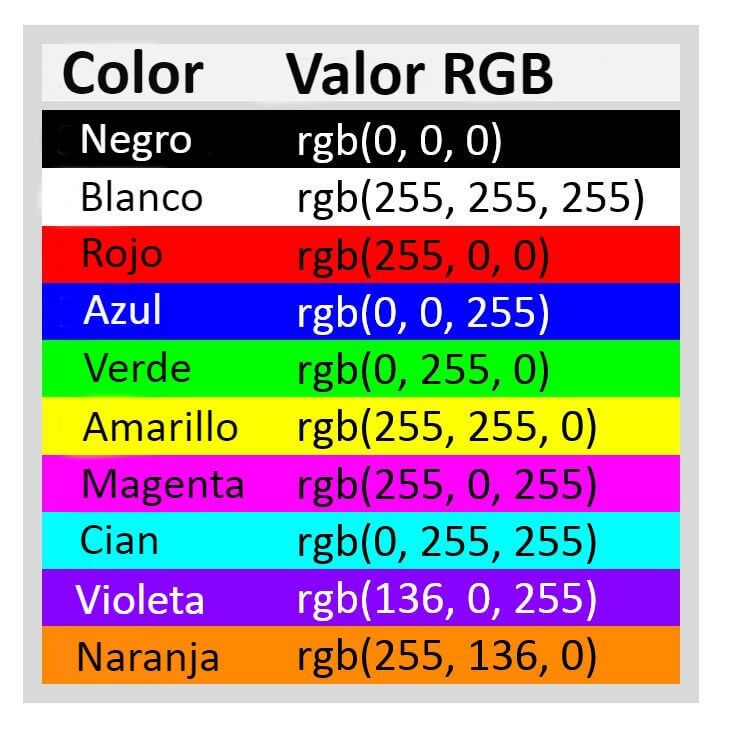 Color Valor RGB
Negro rgb(0, 0, 0)
Blanco rgb(255, 255, 255)
Rojo rgb(255, 0, 0)
Azul rgb(0, 0, 255)
Verde rgb(0, 255, 0)
Amarillo rgb(255, 255, 0)
Magenta rgb(255, 0, 255)
Cian rgb(0, 255, 255)
Violeta rgb(136, 0, 255)
Naranja rgb(255, 136, 0)